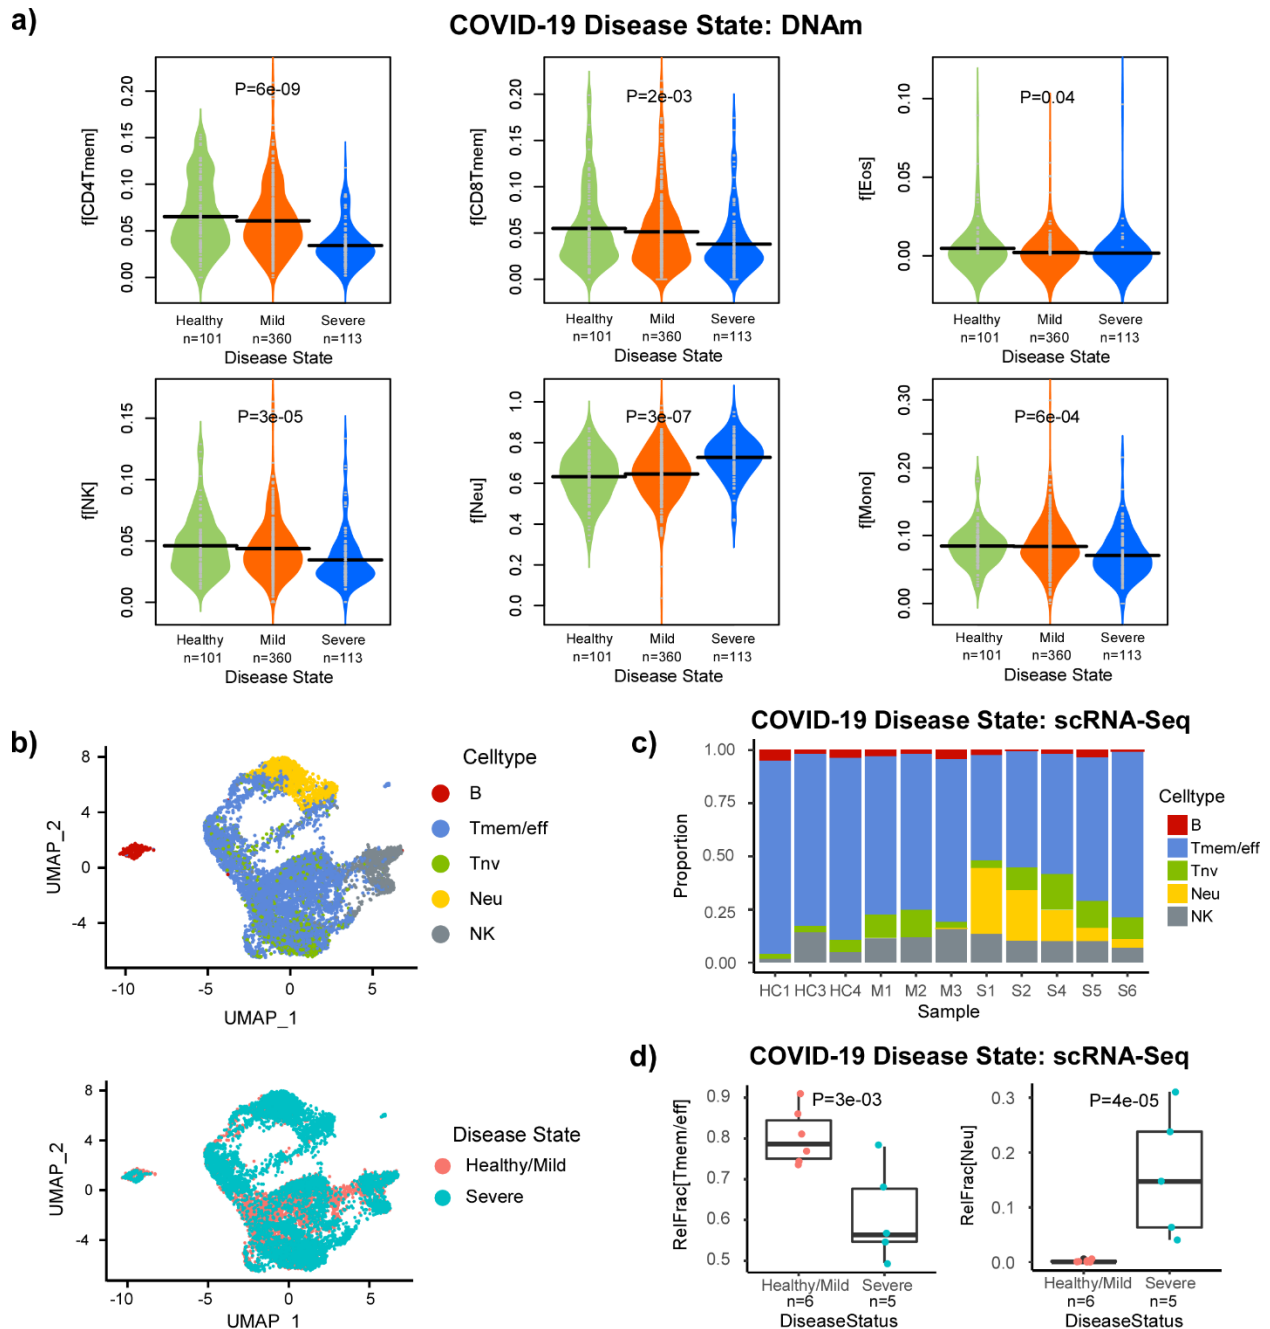 a)
COVID-19 Disease State: DNAm
f[CD4Tmem]
0.20
0.15
0.10
0.05
0.00
P=6e-09
Healthy Mild Severe
n=101 n=360 n=113
Disease State
f[CD8Tmem]
0.20
0.15
0.10
0.05
0.00
P=2e-03
Healthy Mild Severe
n=101 n=360 n=113
Disease State
f[Eos]
0.10
0.05
0.00
P=0.04
Healthy Mild Severe
n=101 n=360 n=113
Disease State
f[NK]
0.15
0.10
0.05
0.00
P=3e-05
Healthy Mild Severe
n=101 n=360 n=113
Disease State
f[Neu]
1.0
0.8
0.6
0.4
0.2
0.0
P=3e-07
Healthy Mild Severe
n=101 n=360 n=113
Disease State
f[Mono]
0.30
0.20
0.10
0.00
P=6e-04
Healthy Mild Severe
n=101 n=360 n=113
Disease State
b)
UMAP_2
8
4
0
-4
-10 -5 0 5
UMAP_1
Celltype
B
Tmem/eff
Tnv
Neu
NK
UMAP_2
8
4
0
-4
-10 -5 0 5
UMAP_1
Disease State
Healthy/Mild
Severe
c)
COVID-19 Disease State: scRNA-Seq
Proportion
1.00
0.75
0.50
0.25
0.00
HC1 HC3 HC4 M1 M2 M3 S1 S2 S4 S5 S6
Sample
Celltype
B
Tmem/eff
Tnv
Neu
NK
d)
COVID-19 Disease State: scRNA-Seq
RelFrac[Tmem/eff]
0.9
0.8
0.7
0.6
0.5
P=3e-03
Healthy/Mild Severe
n=6 n=5
DiseaseStatus
RelFrac[Neu]
0.3
0.2
0.1
0.0
P=4e-05
Healthy/Mild Severe
n=6 n=5
DiseaseStatus